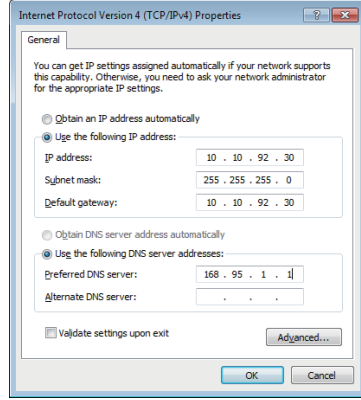 Internet Protocol Version 4 (TCP/IPv4) Properties
General
You can get IP settings assigned automatically if your network supports
this capability. Otherwise, you need to ask your network administrator
for the appropriate IP settings.
Obtain an IP address automatically
Use the following IP address:
IP address: 10 . 10 . 92 . 30
Subnet mask: 255 . 255 . 255 . 0
Default gateway: 10 . 10 . 92 . 30
Obtain DNS server address automatically
Use the following DNS server addresses:
Preferred DNS server: 168 . 95 . 1 . 1
Alternate DNS server: . . .
Validate settings upon exit
Advanced...
OK Cancel